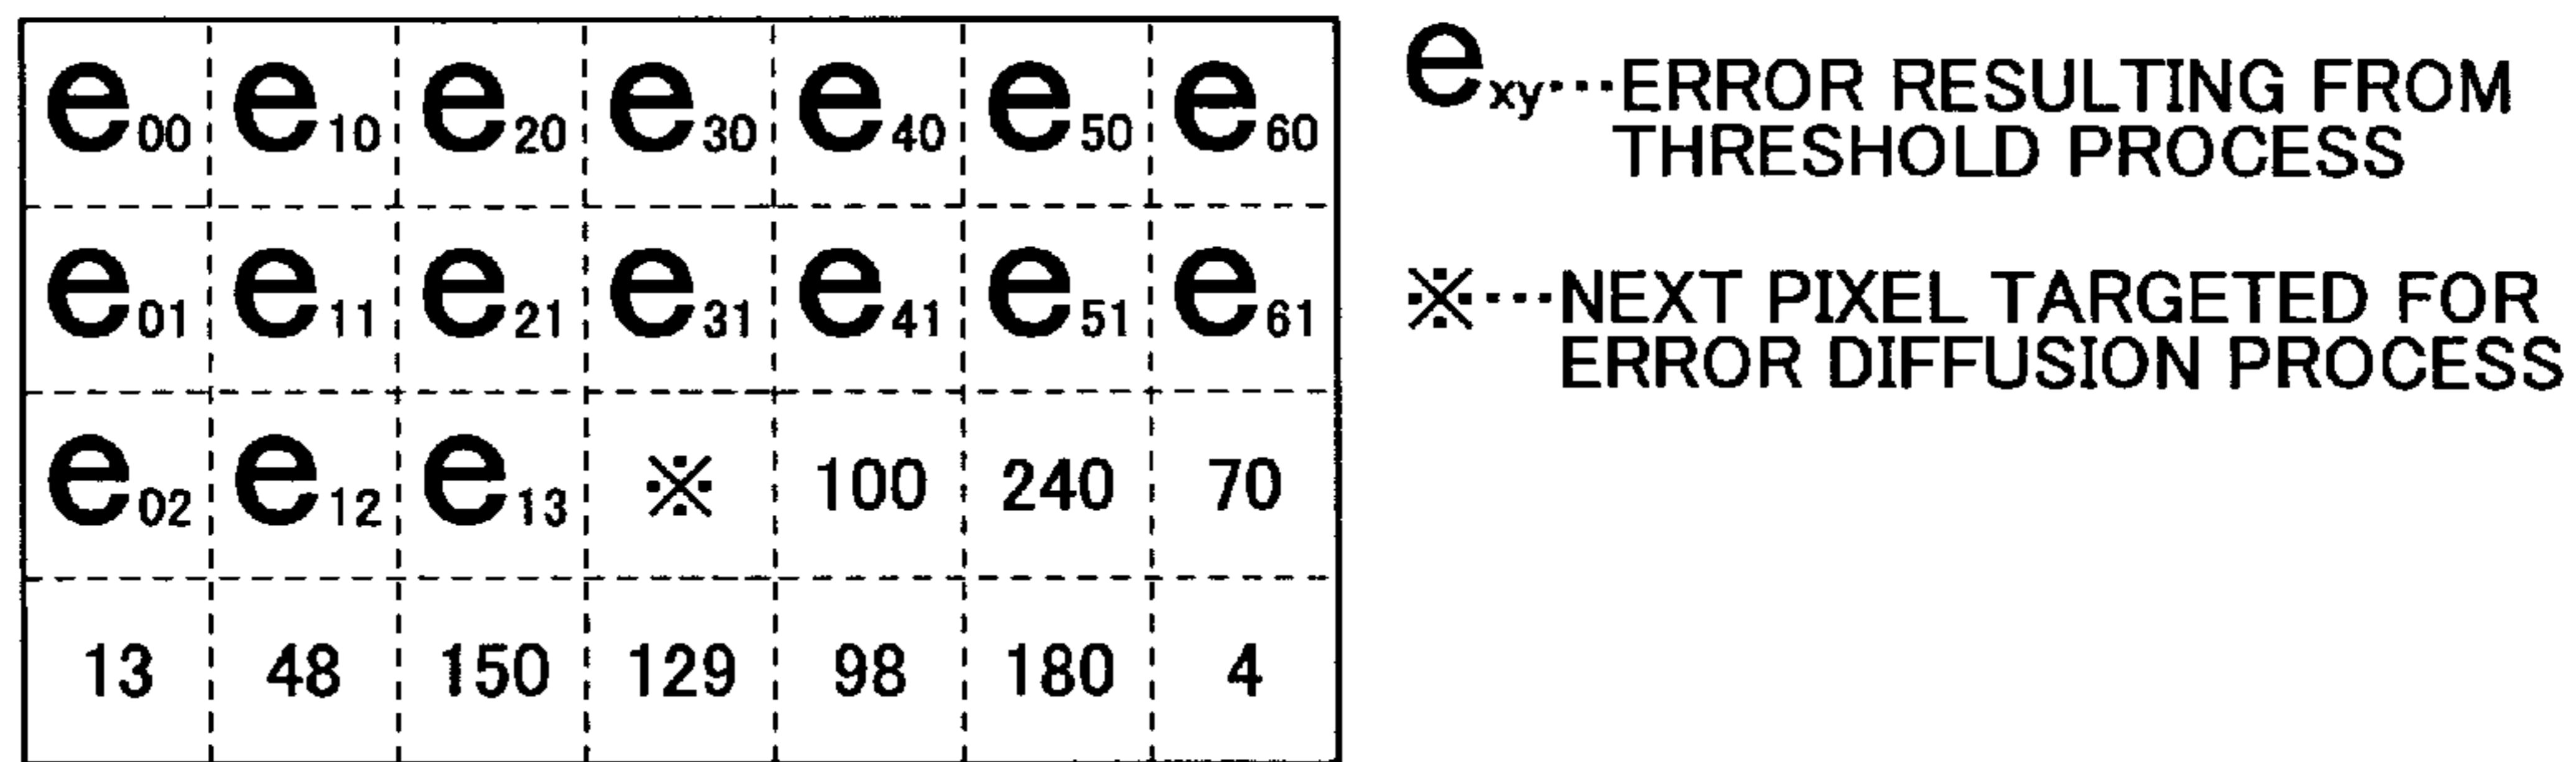 e00 e10 e20 e30 e40 e50 e60
e01 e11 e21 e31 e41 e51 e61
e02 e12 e13 ※ 100 240 70
13 48 150 129 98 180 4
exy···ERROR RESULTING FROM
THRESHOLD PROCESS
※···NEXT PIXEL TARGETED FOR
ERROR DIFFUSION PROCESS